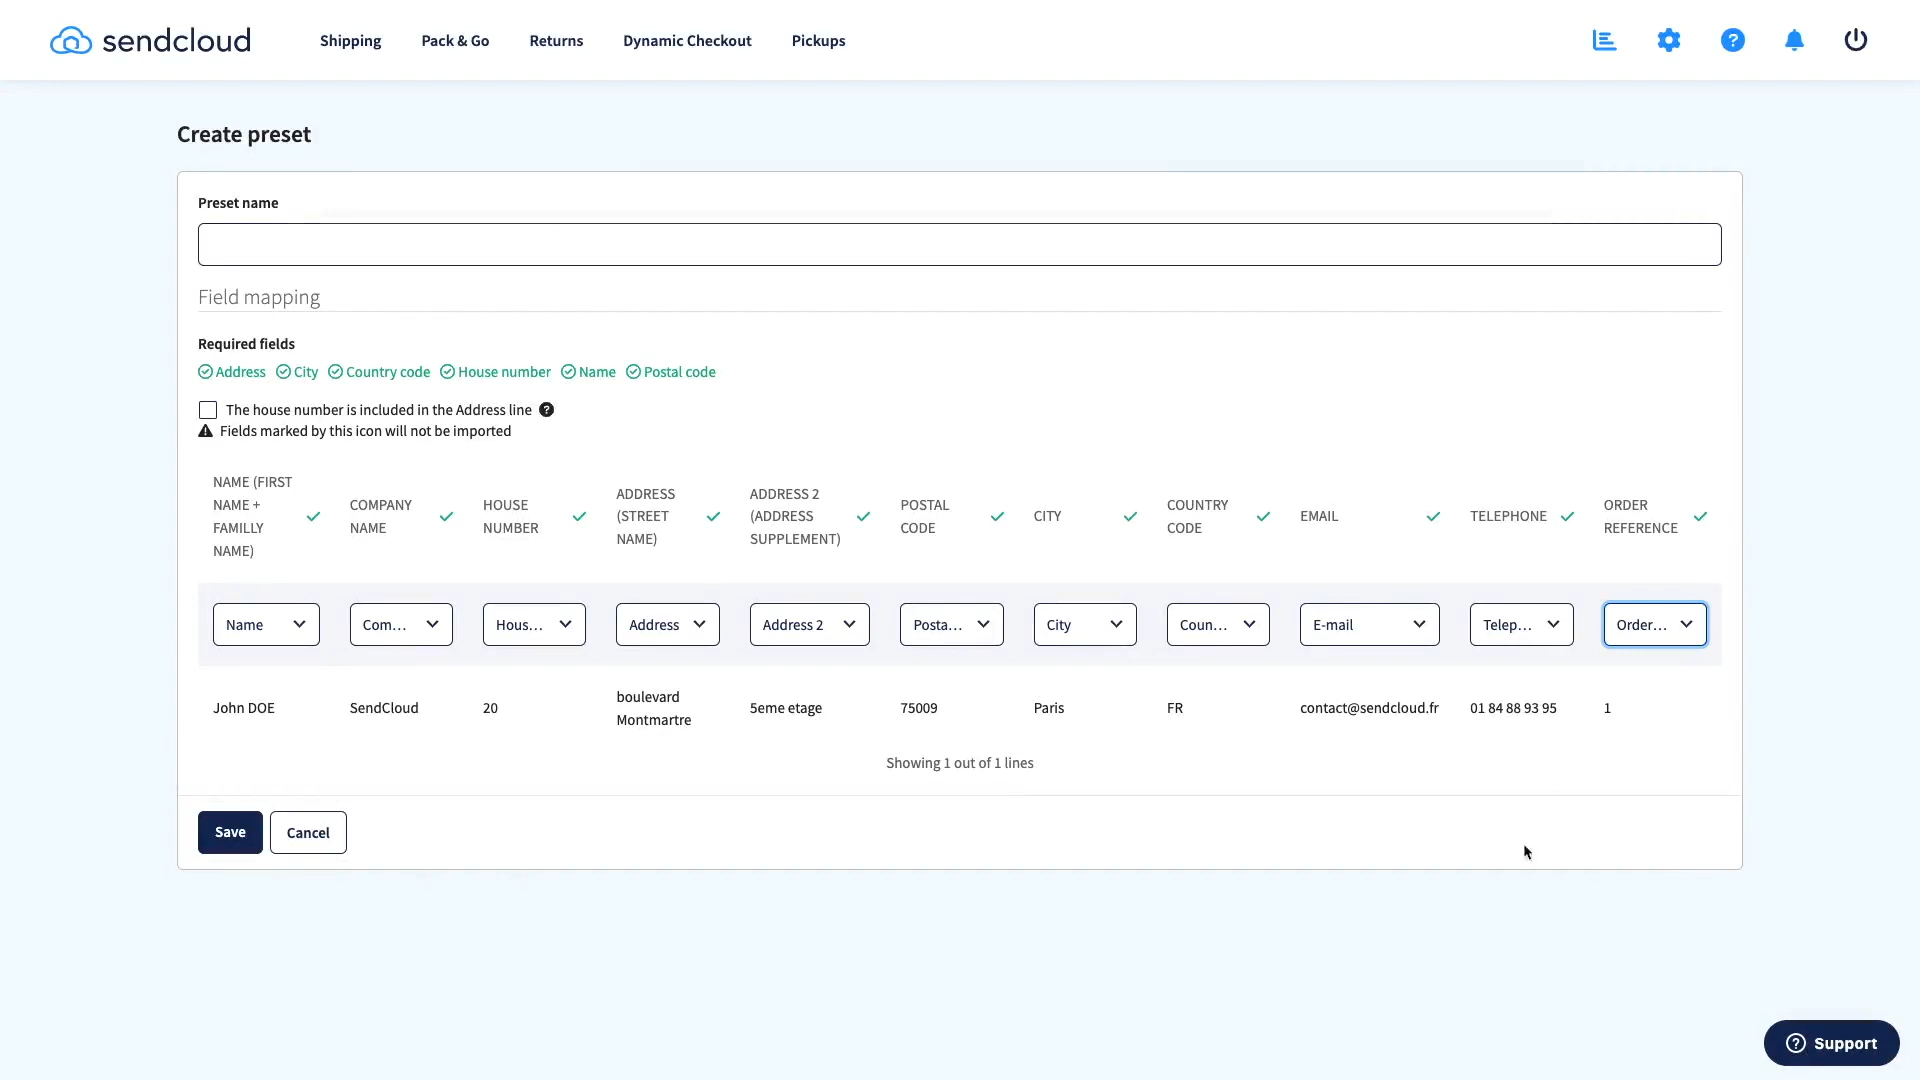 sendcloud
Shipping
Pack & Go
Returns
Dynamic Checkout
Pickups
Create preset
Preset name
Field mapping
Required fields
Address City Country code House number Name Postal code
The house number is included in the Address line
Fields marked by this icon will not be imported
NAME (FIRST
NAME +
FAMILLY
NAME)
COMPANY
NAME
HOUSE
NUMBER
ADDRESS
(STREET
NAME)
ADDRESS 2
(ADDRESS
SUPPLEMENT)
POSTAL
CODE
CITY
COUNTRY
CODE
EMAIL
TELEPHONE
ORDER
REFERENCE
Name
Com...
Hous...
Address
Address 2
Posta...
City
Coun...
E-mail
Telep...
Order...
John DOE
SendCloud
20
boulevard
Montmartre
5eme etage
75009
Paris
FR
contact@sendcloud.fr
01 84 88 93 95
1
Showing 1 out of 1 lines
Save
Cancel
Support